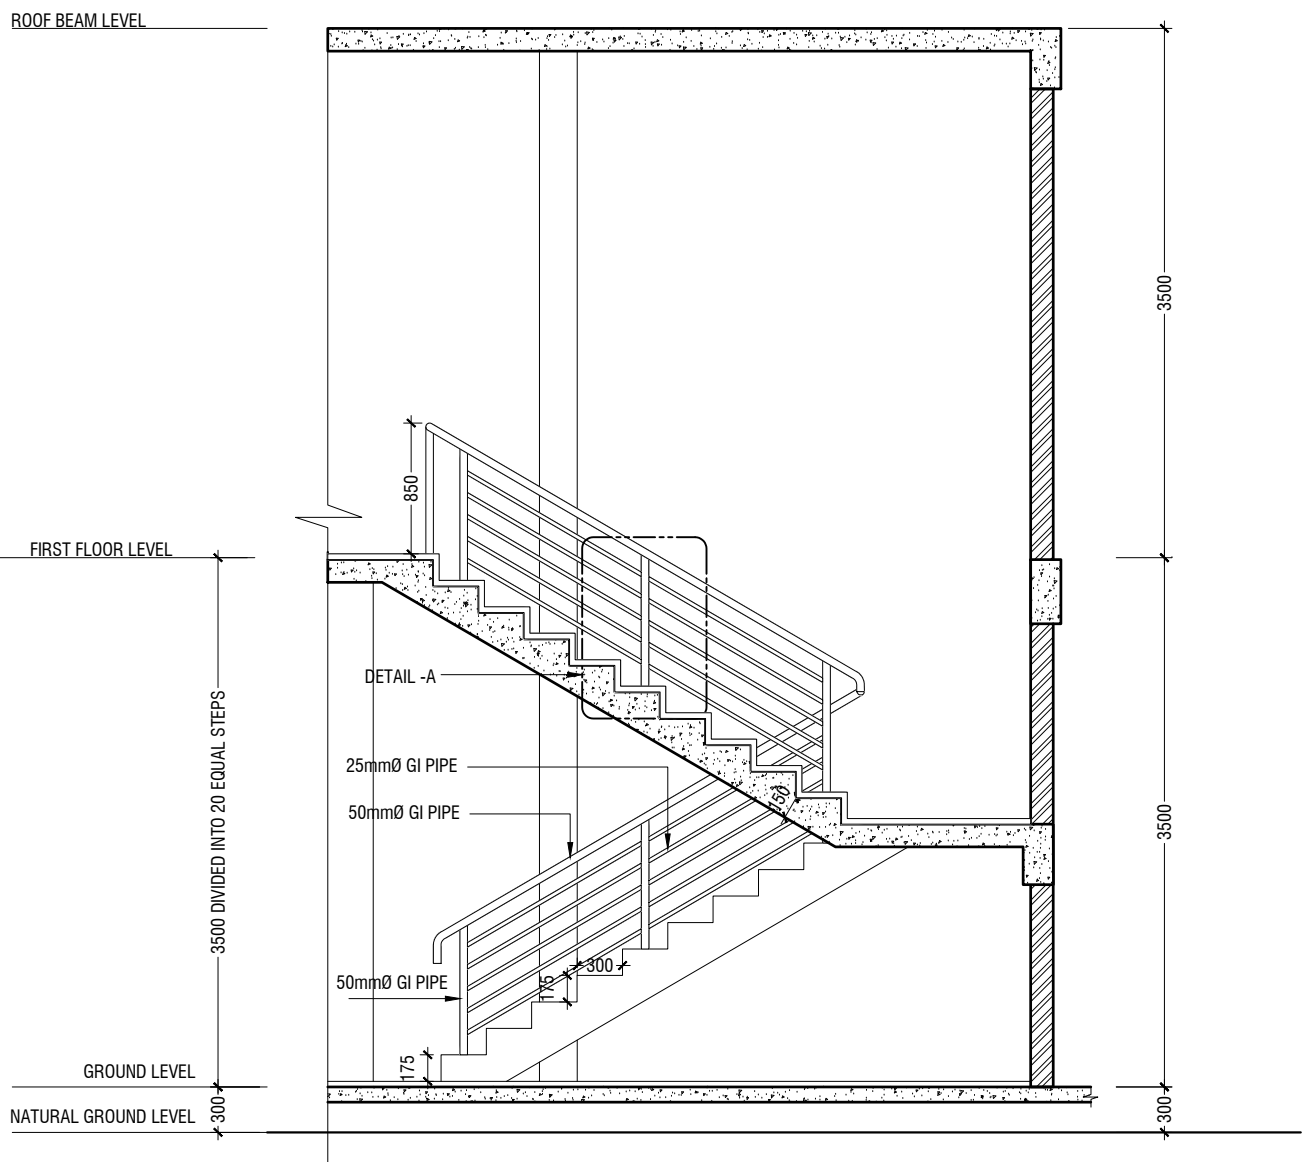 ROOF BEAM LEVEL
3500
850
FIRST FLOOR LEVEL
DETAIL -A
3500 DIVIDED INTO 20 EQUAL STEPS
25mmØ GI PIPE
150
50mmØ GI PIPE
3500
300
175
50mmØ GI PIPE
175
GROUND LEVEL
300
NATURAL GROUND LEVEL
300